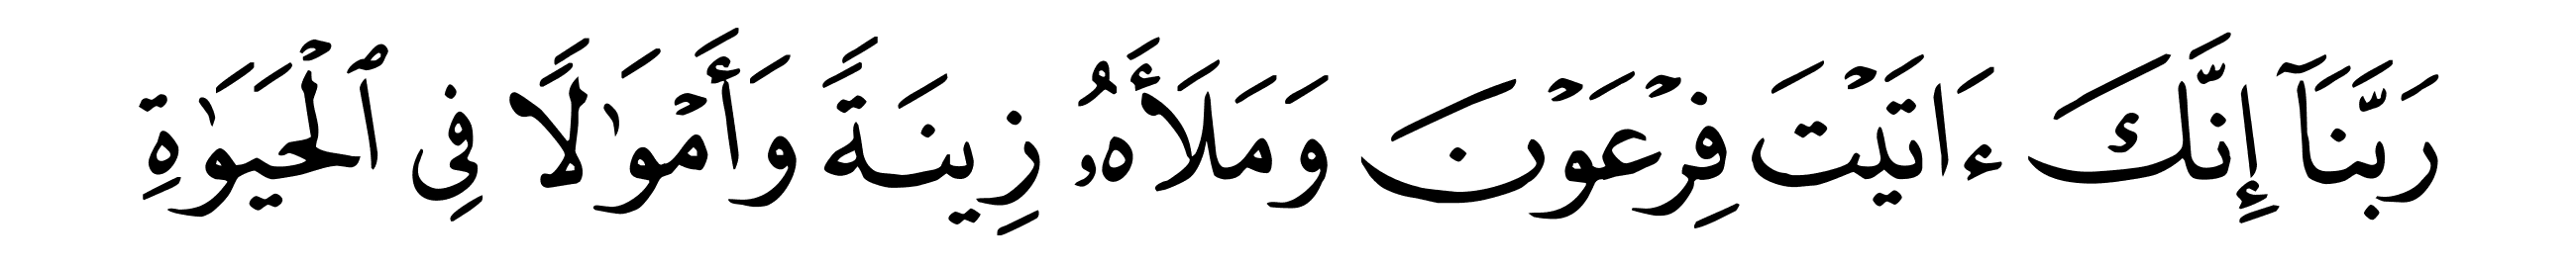 رَبَّنَآ إِنَّكَ ءَاتَيْتَ فِرْعَوْنَ وَمَلَأَهُۥ زِينَةً وَأَمْوَٰلًا فِى ٱلْحَيَوٰةِ